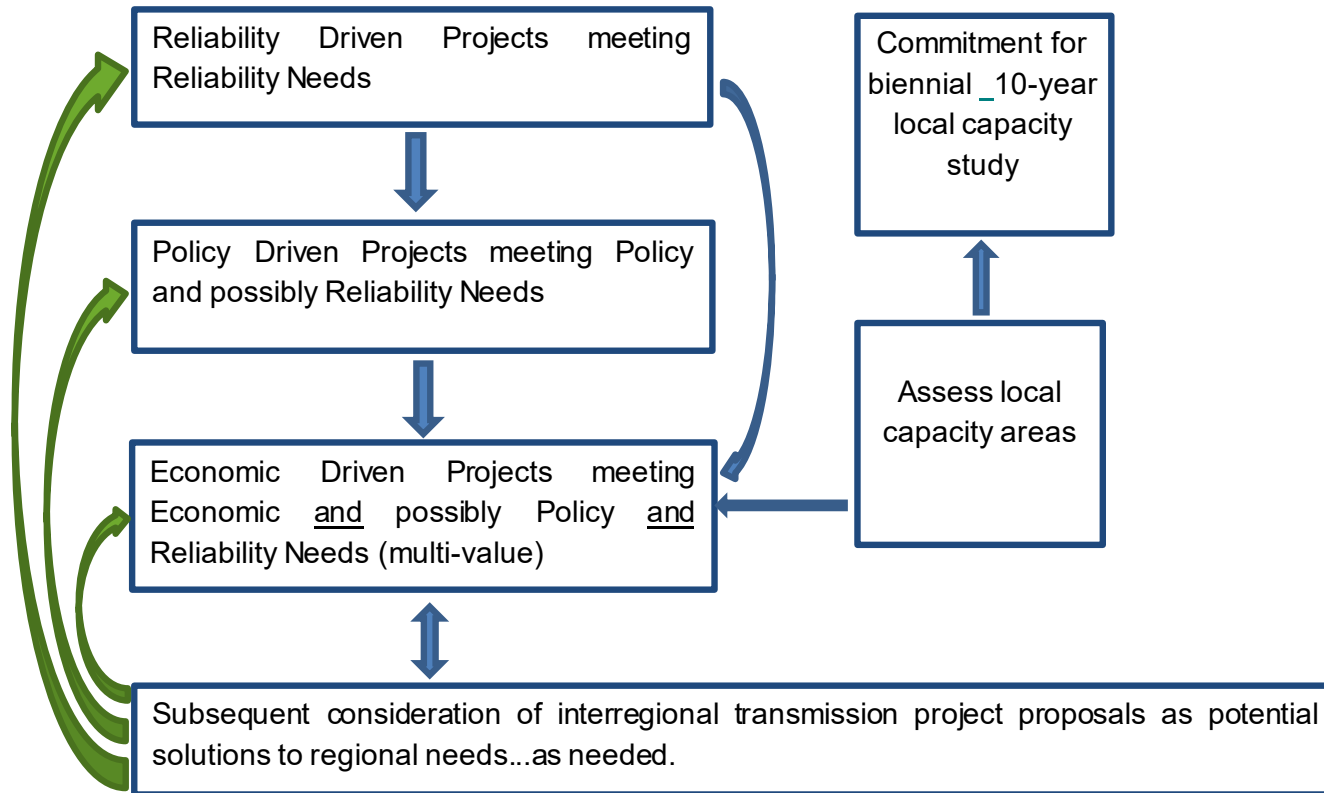 Reliability Driven Projects meeting
Reliability Needs
Policy Driven Projects meeting Policy
and possibly Reliability Needs
Economic Driven Projects meeting
Economic and possibly Policy and
Reliability Needs (multi-value)
Commitment for
biennial _10-year
local capacity
study
Assess local
capacity areas
Subsequent consideration of interregional transmission project proposals as potential
solutions to regional needs...as needed.